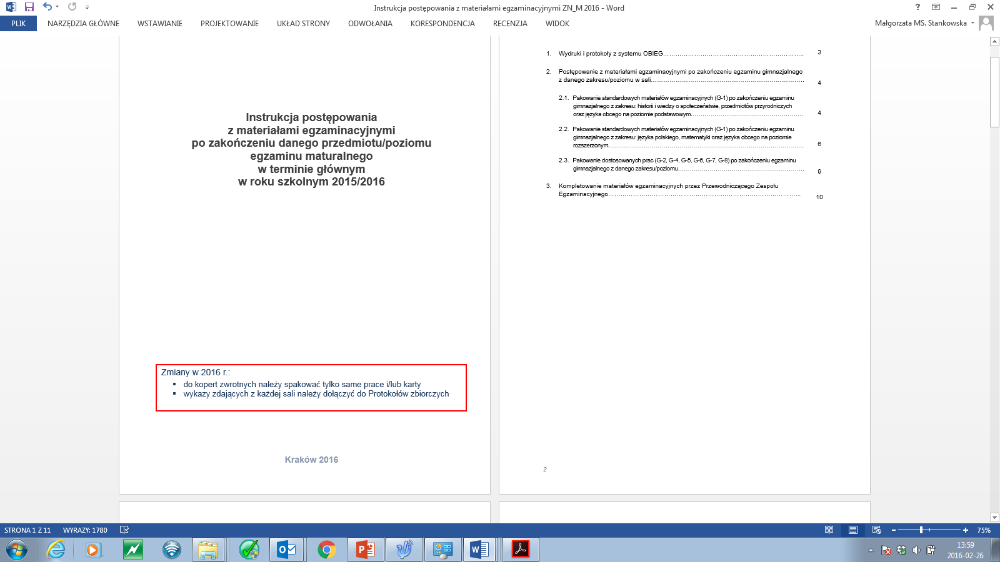 Instrukcja postępowania z materiałami egzaminacyjnymi ZN_M 2016 - Word
?
PLIK
NARZĘDZIA GŁÓWNE
WSTAWIANIE
PROJEKTOWANIE
UKŁAD STRONY
ODWOŁANIA
KORESPONDENCJA
RECENZJA
WIDOK
Małgorzata MS. Stankowska
Instrukcja postępowania
z materiałami egzaminacyjnymi
po zakończeniu danego przedmiotu/poziomu
egzaminu maturalnego
w terminie głównym
w roku szkolnym 2015/2016
Zmiany w 2016 r.:
▪ do kopert zwrotnych należy spakować tylko same prace i/lub karty
▪ wykazy zdających z każdej sali należy dołączyć do Protokołów zbiorczych
Kraków 2016
1. Wydruki i protokoły z systemu OBIEG………………………………………………………….. 3
2. Postępowanie z materiałami egzaminacyjnymi po zakończeniu egzaminu gimnazjalnego
z danego zakresu/poziomu w sali……………………………………………………………….. 4
2.1. Pakowanie standardowych materiałów egzaminacyjnych (G-1) po zakończeniu egzaminu
gimnazjalnego z zakresu: historii i wiedzy o społeczeństwie, przedmiotów przyrodniczych
oraz języka obcego na poziomie podstawowym……………………………………………… 4
2.2. Pakowanie standardowych materiałów egzaminacyjnych (G-1) po zakończeniu egzaminu
gimnazjalnego z zakresu: języka polskiego, matematyki oraz języka obcego na poziomie
rozszerzonym………………………………………………………………………………….. 6
2.3. Pakowanie dostosowanych prac (G-2, G-4, G-5, G-6, G-7, G-8) po zakończeniu egzaminu
gimnazjalnego z danego zakresu/poziomu…………………………………………………… 9
3. Kompletowanie materiałów egzaminacyjnych przez Przewodniczącego Zespołu
Egzaminacyjnego……………………………………………………………………………….. 10
2
STRONA 1 Z 11
WYRAZY: 1780
75%
13:59
2016-02-26